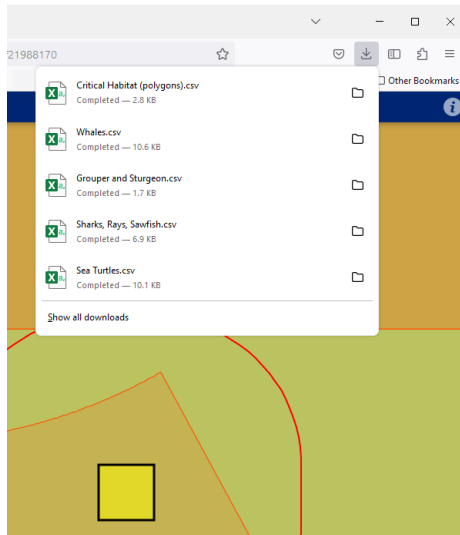 f21988170
Other Bookmarks
Critical Habitat (polygons).csv
Completed — 2.8 KB
Whales.csv
Completed — 10.6 KB
Grouper and Sturgeon.csv
Completed — 1.7 KB
Sharks, Rays, Sawfish.csv
Completed — 6.9 KB
Sea Turtles.csv
Completed — 10.1 KB
Show all downloads